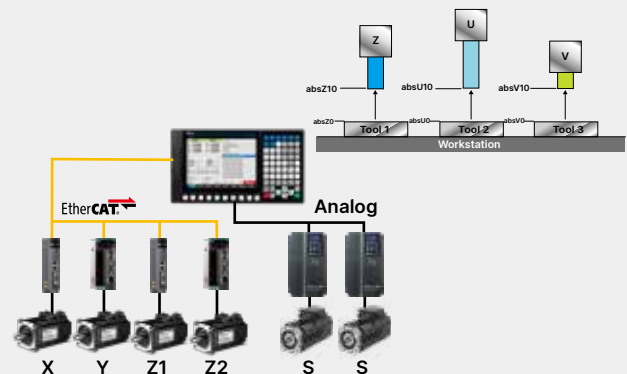 Z
U
V
absZ10
absU10
absV10
absZ0
absU0
absV0
Tool 1
Tool 2
Tool 3
Workstation
EtherCAT®
Analog
X
Y
Z1
Z2
S
S